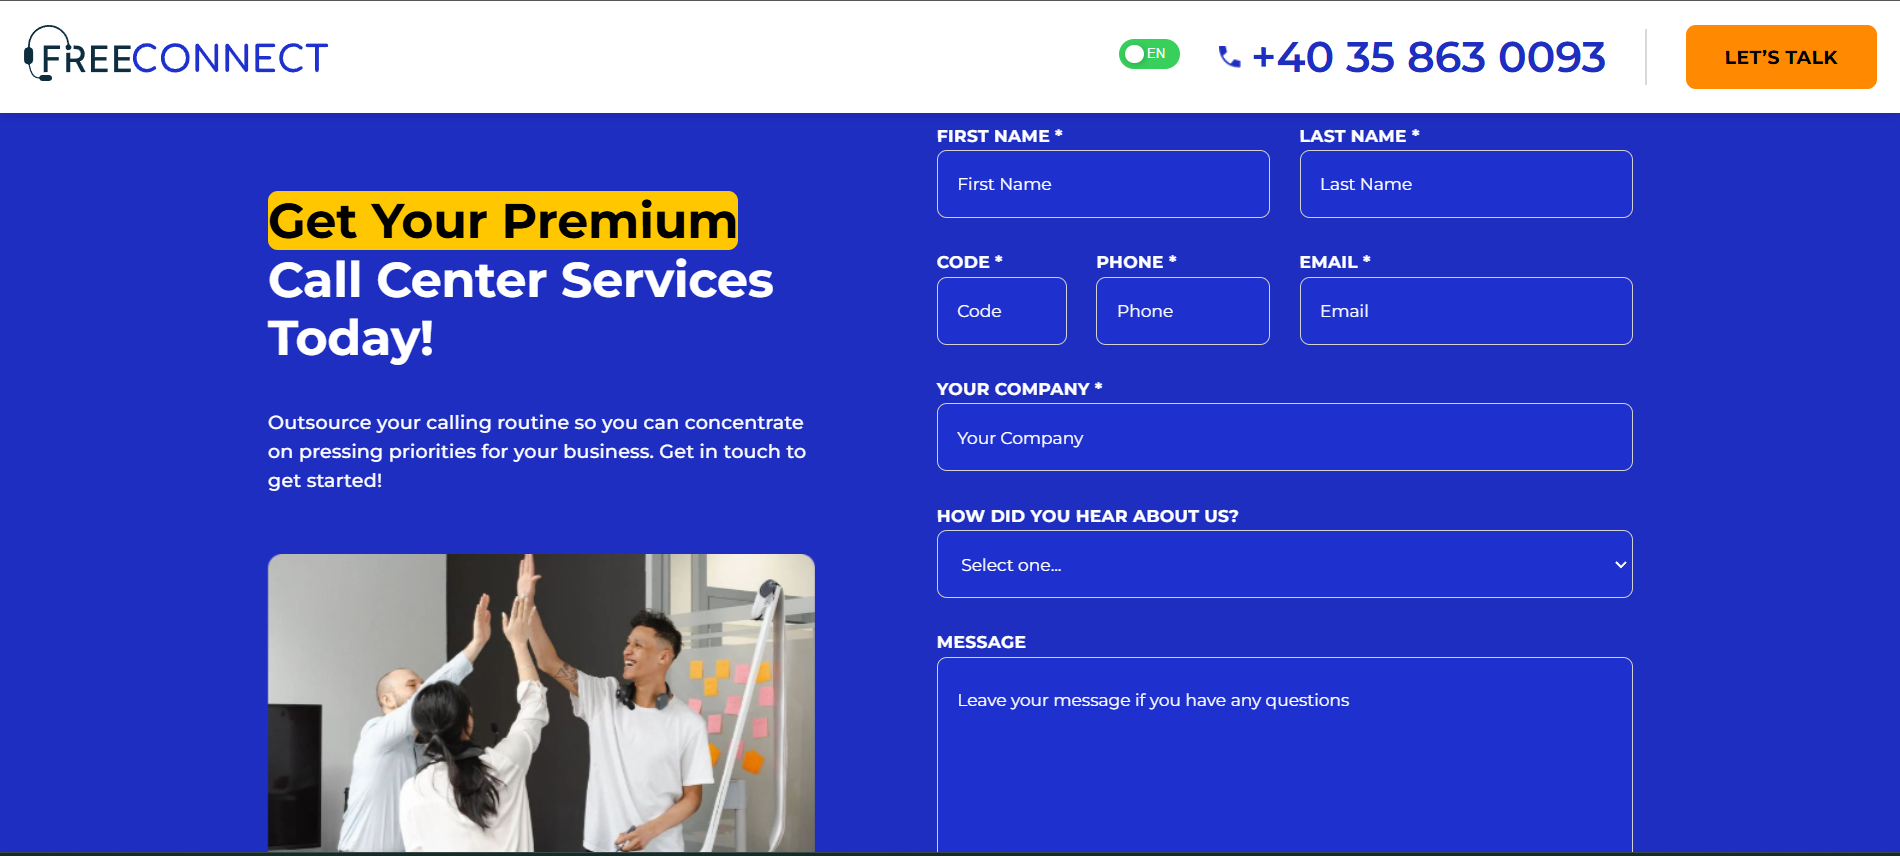 FREECONNECT
EN
+40 35 863 0093
LET'S TALK
Get Your Premium
Call Center Services
Today!
Outsource your calling routine so you can concentrate
on pressing priorities for your business. Get in touch to
get started!
FIRST NAME *
First Name
LAST NAME *
Last Name
CODE *
Code
PHONE *
Phone
EMAIL *
Email
YOUR COMPANY *
Your Company
HOW DID YOU HEAR ABOUT US?
Select one...
MESSAGE
Leave your message if you have any questions